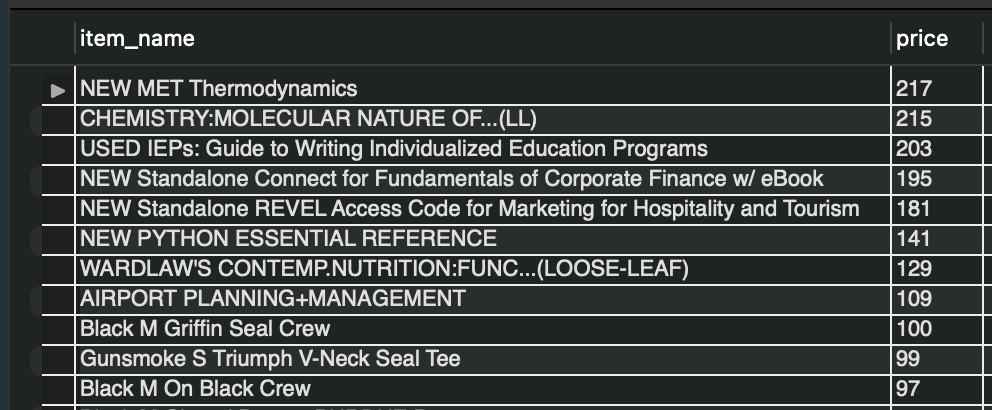 item_name price
NEW MET Thermodynamics 217
CHEMISTRY:MOLECULAR NATURE OF...(LL) 215
USED IEPs: Guide to Writing Individualized Education Programs 203
NEW Standalone Connect for Fundamentals of Corporate Finance w/ eBook 195
NEW Standalone REVEL Access Code for Marketing for Hospitality and Tourism 181
NEW PYTHON ESSENTIAL REFERENCE 141
WARDLAW'S CONTEMP.NUTRITION:FUNC...(LOOSE-LEAF) 129
AIRPORT PLANNING+MANAGEMENT 109
Black M Griffin Seal Crew 100
Gunsmoke S Triumph V-Neck Seal Tee 99
Black M On Black Crew 97